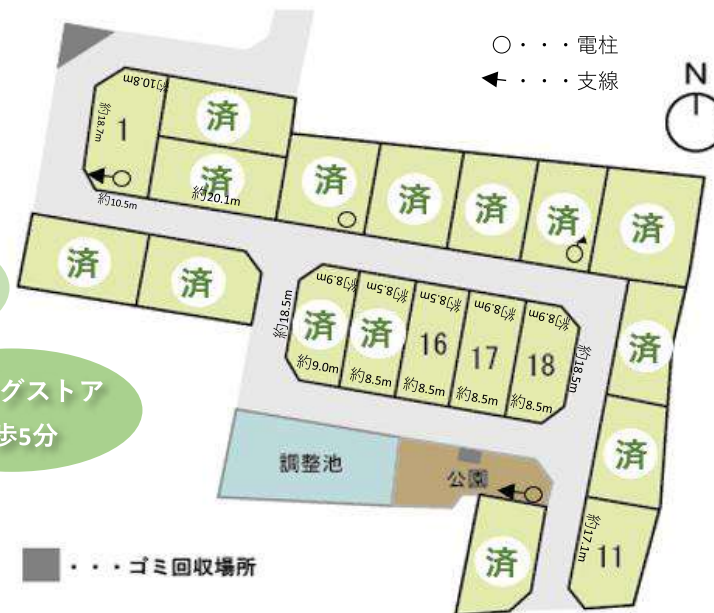 ○・・・電柱
・・・支線
N
約10.8m
約18.7m
1
約10.5m
済
済
約20.1m
済
済
済
済
済
済
済
約8.9m
約8.5m
約8.5m
約8.9m
約8.9m
約18.5m
済
済
16
17
18
約18.5m
約9.0m
約8.5m
約8.5m
約8.5m
約8.5m
済
済
グストア
歩5分
調整池
公園
約17.1m
11
済
・・・ゴミ回収場所